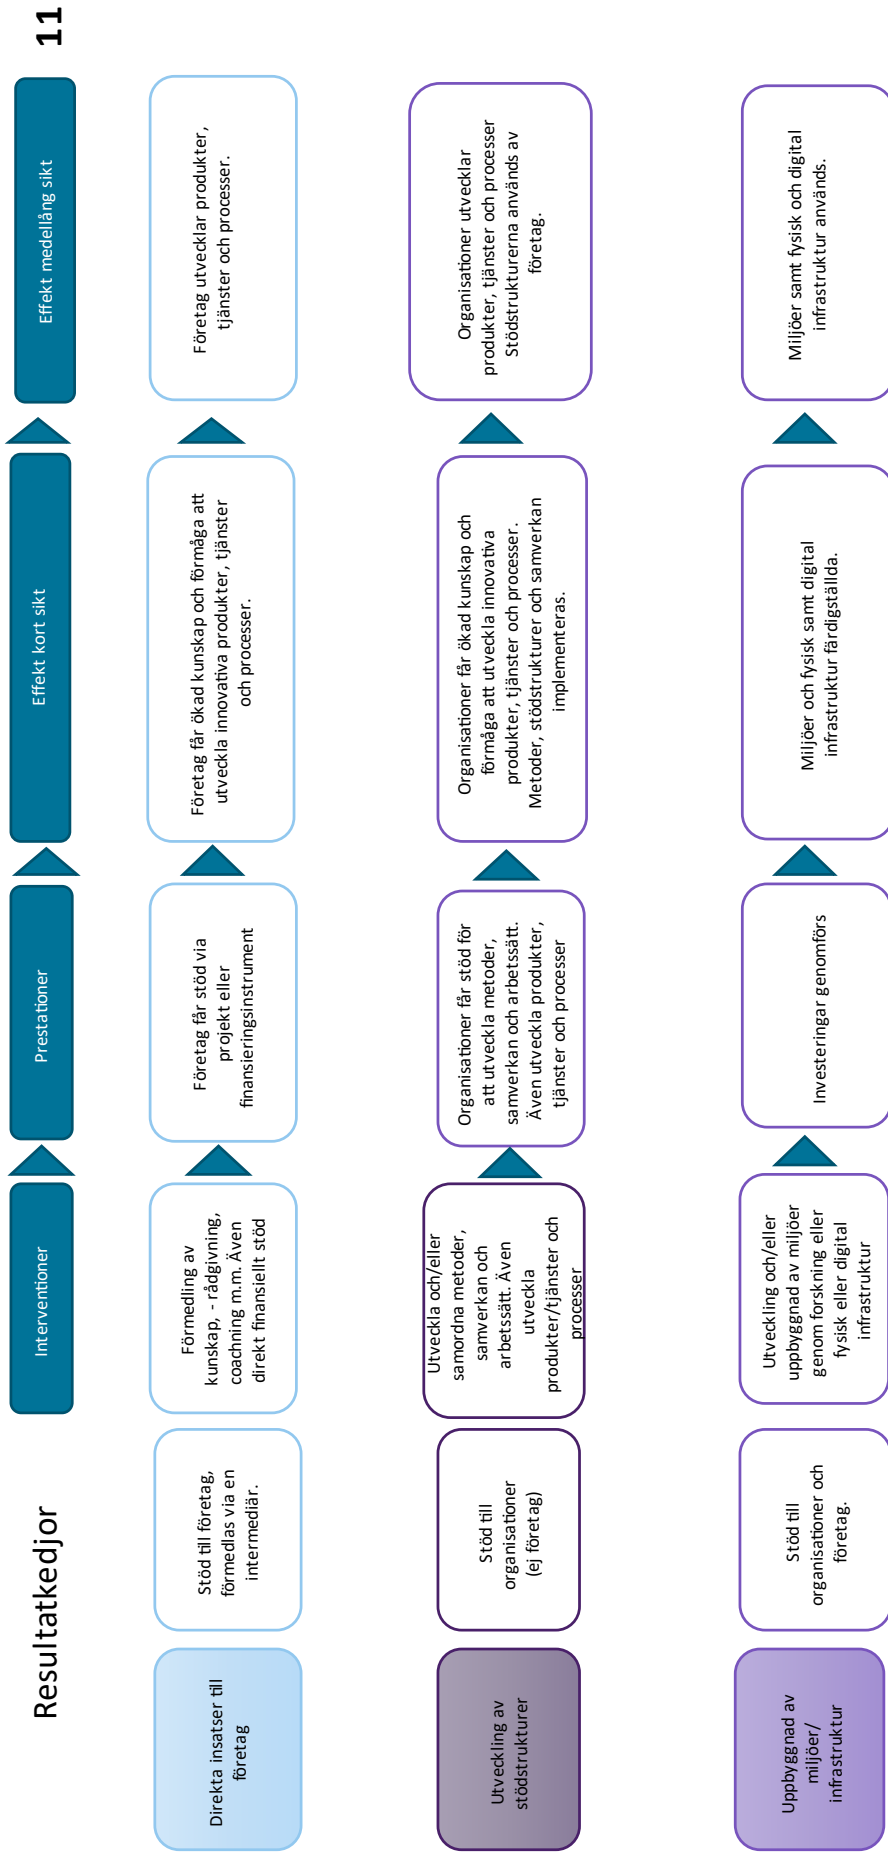 Resultatkedjor
Interventioner
Prestationer
Effekt kort sikt
Effekt medellång sikt
11
Direkta insatser till
företag
Stöd till företag,
förmedlas via en
intermediär.
Förmedling av
kunskap, - rådgivning,
coachning m.m. Även
direkt finansiellt stöd
Företag får stöd via
projekt eller
finansieringsinstrument
Företag får ökad kunskap och förmåga att
utveckla innovativa produkter, tjänster
och processer.
Företag utvecklar produkter,
tjänster och processer.
Utveckling av
stödstrukturer
Stöd till
organisationer
(ej företag)
Utveckla och/eller
samordna metoder,
samverkan och
arbetssätt. Även
utveckla
produkter/tjänster och
processer
Organisationer får stöd för
att utveckla metoder,
samverkan och arbetssätt.
Även utveckla produkter,
tjänster och processer
Organisationer får ökad kunskap och
förmåga att utveckla innovativa
produkter, tjänster och processer.
Metoder, stödstrukturer och samverkan
implementeras.
Organisationer utvecklar
produkter, tjänster och processer
Stödstrukturerna används av
företag.
Uppbyggnad av
miljöer/
infrastruktur
Stöd till
organisationer och
företag.
Utveckling och/eller
uppbyggnad av miljöer
genom forskning eller
fysisk eller digital
infrastruktur
Investeringar genomförs
Miljöer och fysisk samt digital
infrastruktur färdigställda.
Miljöer samt fysisk och digital
infrastruktur används.